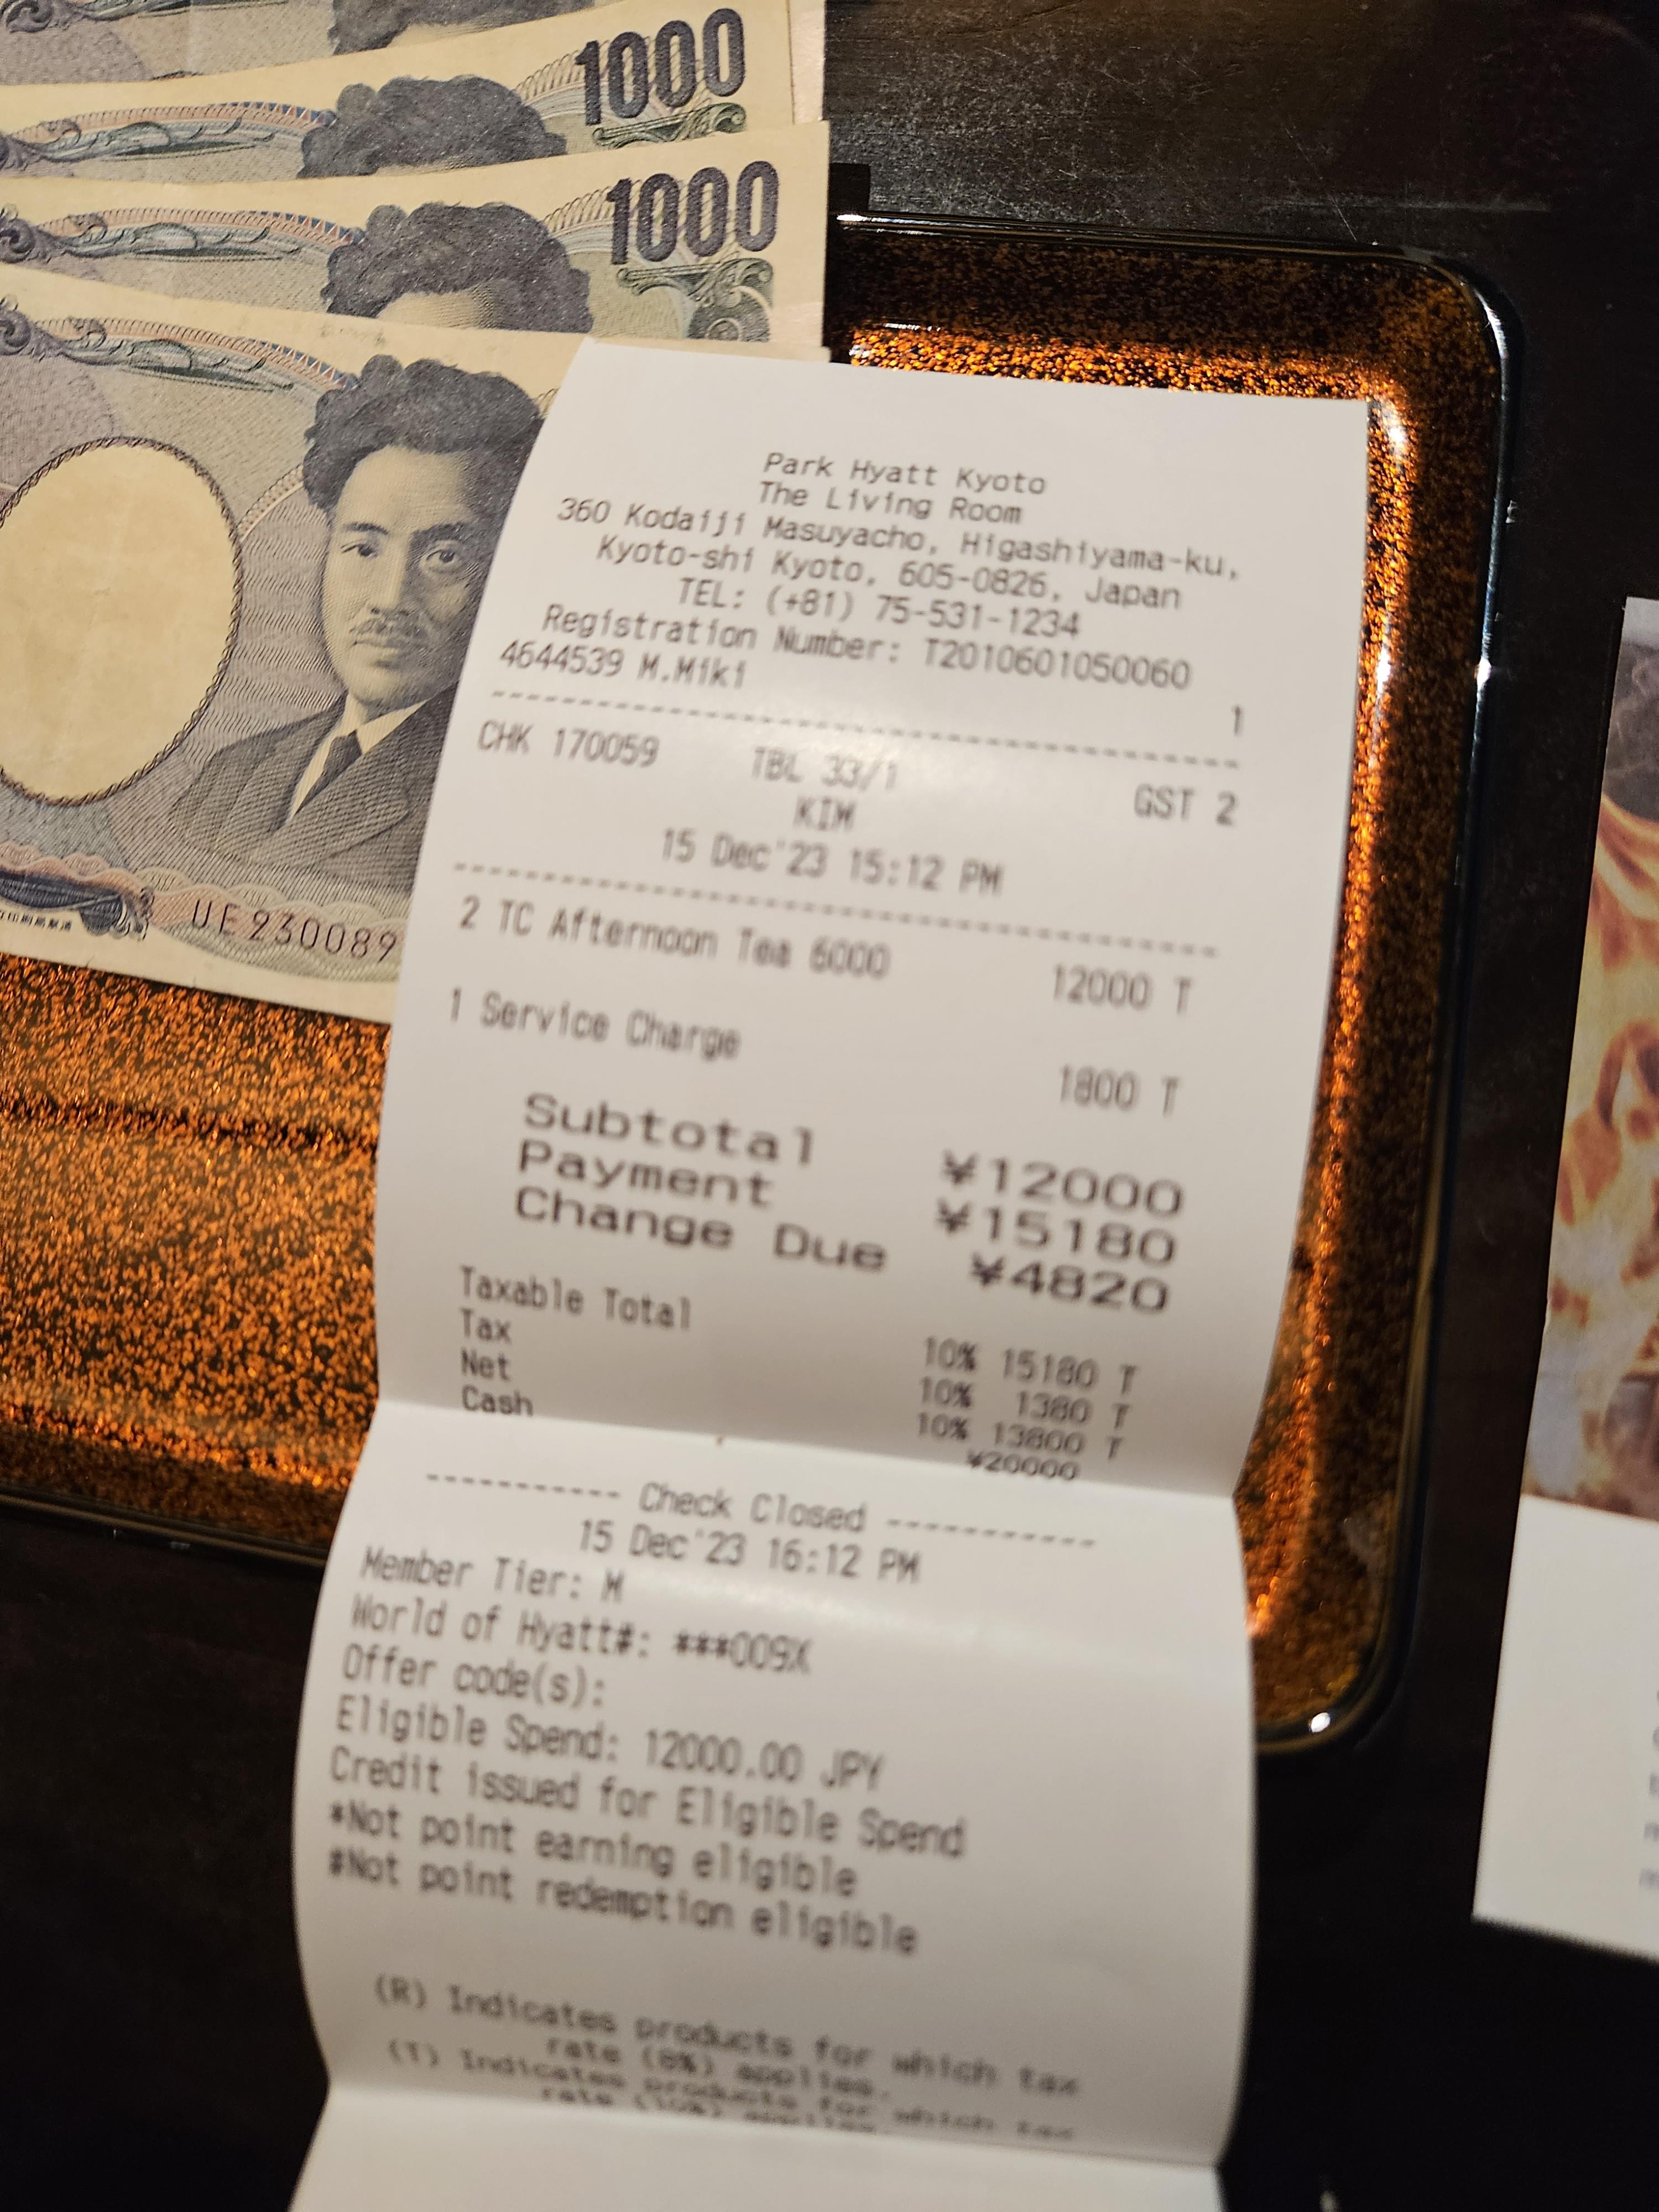 1000
1000
UE230089
Park Hyatt Kyoto
The Living Room
360 Kodaiji Masuyacho, Higashiyama-ku,
Kyoto-shi Kyoto, 605-0826, Japan
TEL: (+81) 75-531-1234
Registration Number: T2010601050060
4644539 M.Miki 1
CHK 170059 TBL 33/1 GST 2
KIM
15 Dec'23 15:12 PM
2 TC Afternoon Tea 6000 12000 T
1 Service Charge 1800 T
Subtotal ¥12000
Payment ¥15180
Change Due ¥4820
Taxable Total 10% 15180 T
Tax 10% 1380 T
Net 10% 13800 T
Cash ¥20000
----------- Check Closed -----------
15 Dec'23 16:12 PM
Member Tier: M
World of Hyatt#: ***009X
Offer code(s):
Eligible Spend: 12000.00 JPY
Credit issued for Eligible Spend
*Not point earning eligible
#Not point redemption eligible
(R) Indicates products for which tax
rate (8%) applies.
(T) Indicates products for which tax
rate (10%) applies.